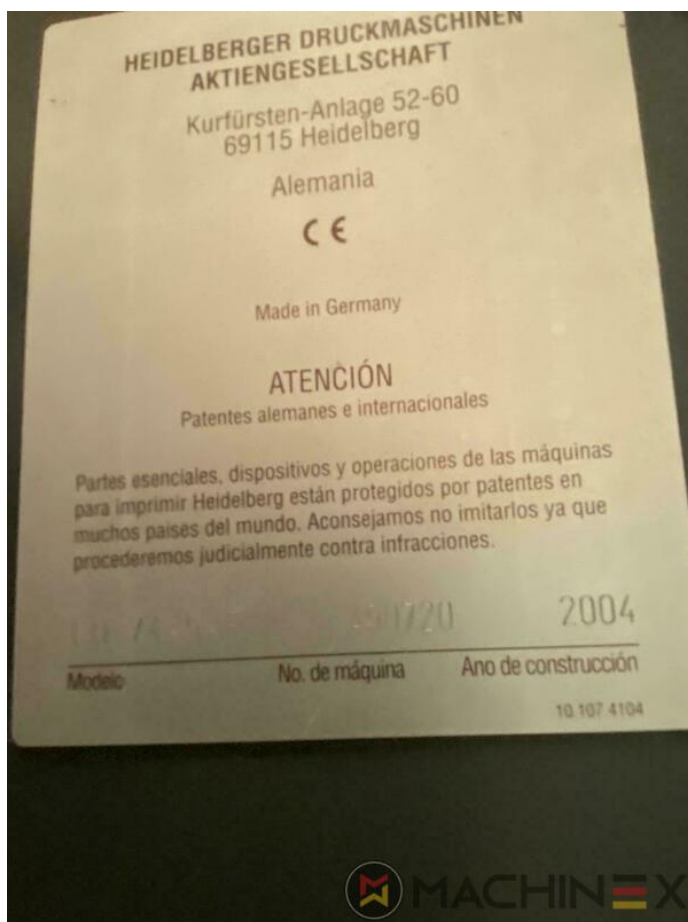 HEIDELBERGER DRUCKMASCHINEN
AKTIENGESELLSCHAFT
Kurfürsten-Anlage 52-60
69115 Heidelberg
Alemania
CE
Made in Germany
ATENCIÓN
Patentes alemanes e internacionales
Partes esenciales, dispositivos y operaciones de las máquinas
para imprimir Heidelberg están protegidos por patentes en
muchos paises del mundo. Aconsejamos no imitarlos ya que
procederemos judicialmente contra infracciones.
2004
Modelo No. de máquina Ano de construcción
10.107 4104
MACHINEX